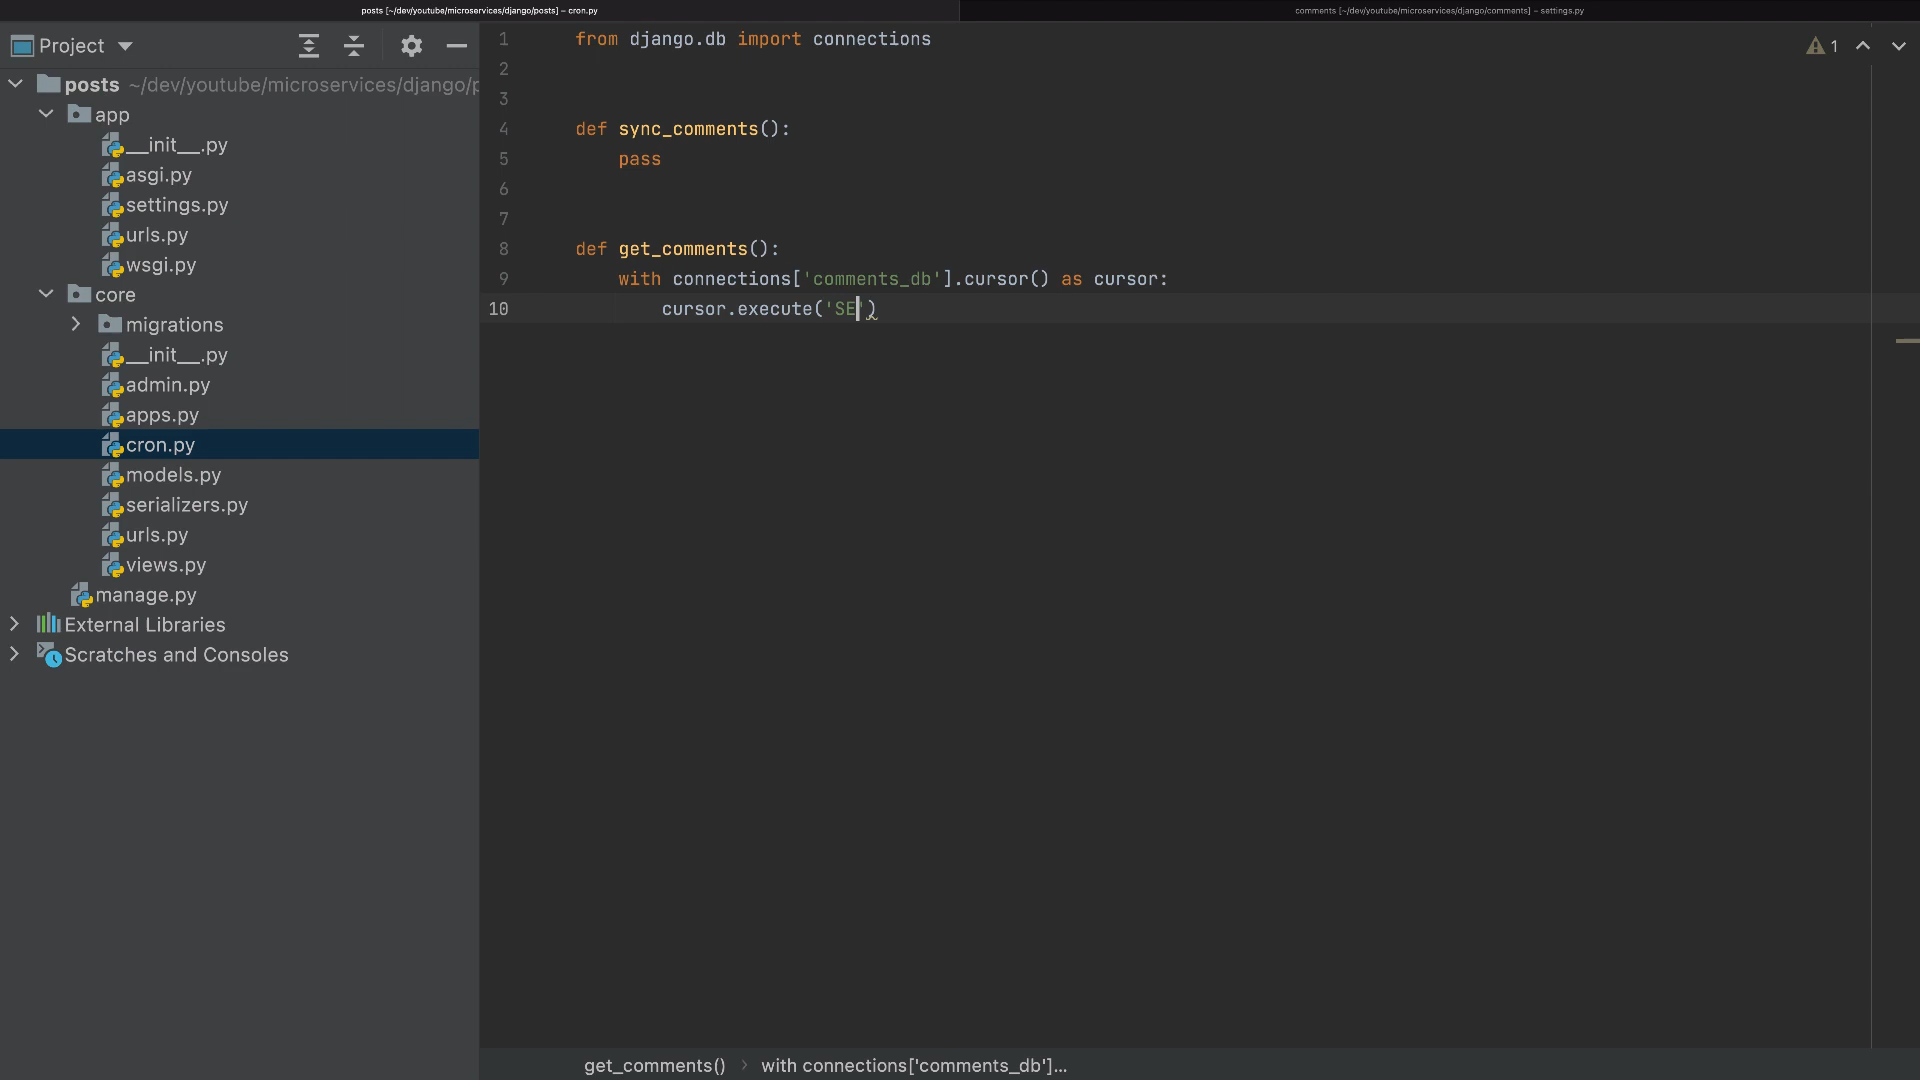 posts [~/dev/youtube/microservices/django/posts] – cron.py
comments [~/dev/youtube/microservices/django/comments] – settings.py
Project
posts ~/dev/youtube/microservices/django/p
app
__init__.py
asgi.py
settings.py
urls.py
wsgi.py
core
migrations
__init__.py
admin.py
apps.py
cron.py
models.py
serializers.py
urls.py
views.py
manage.py
External Libraries
Scratches and Consoles
1 from django.db import connections
2
3
4 def sync_comments():
5     pass
6
7
8 def get_comments():
9     with connections['comments_db'].cursor() as cursor:
10         cursor.execute('SE')
1
get_comments() › with connections['comments_db']...